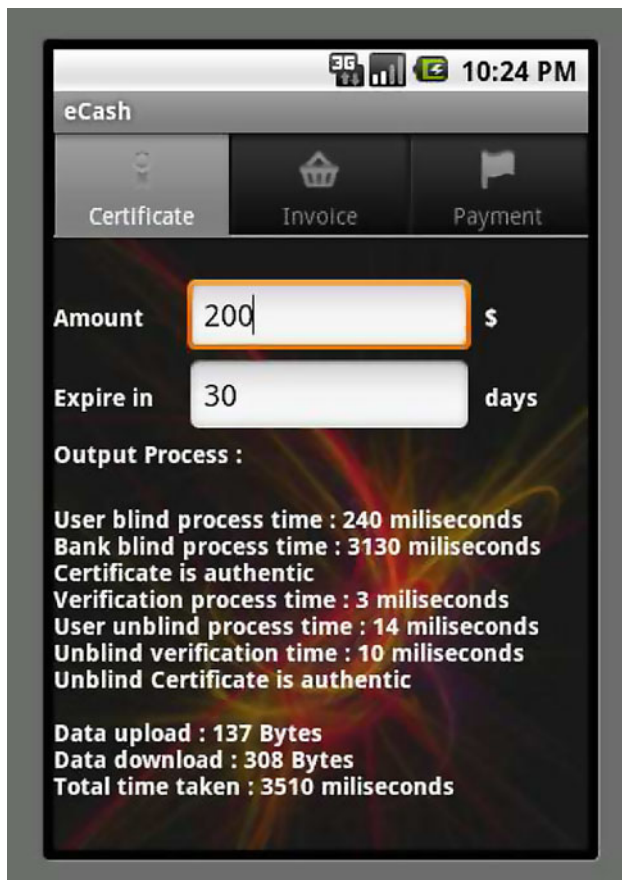 3G 10:24 PM
eCash
Certificate Invoice Payment
Amount 200 $
Expire in 30 days
Output Process :
User blind process time : 240 miliseconds
Bank blind process time : 3130 miliseconds
Certificate is authentic
Verification process time : 3 miliseconds
User unblind process time : 14 miliseconds
Unblind verification time : 10 miliseconds
Unblind Certificate is authentic
Data upload : 137 Bytes
Data download : 308 Bytes
Total time taken : 3510 miliseconds